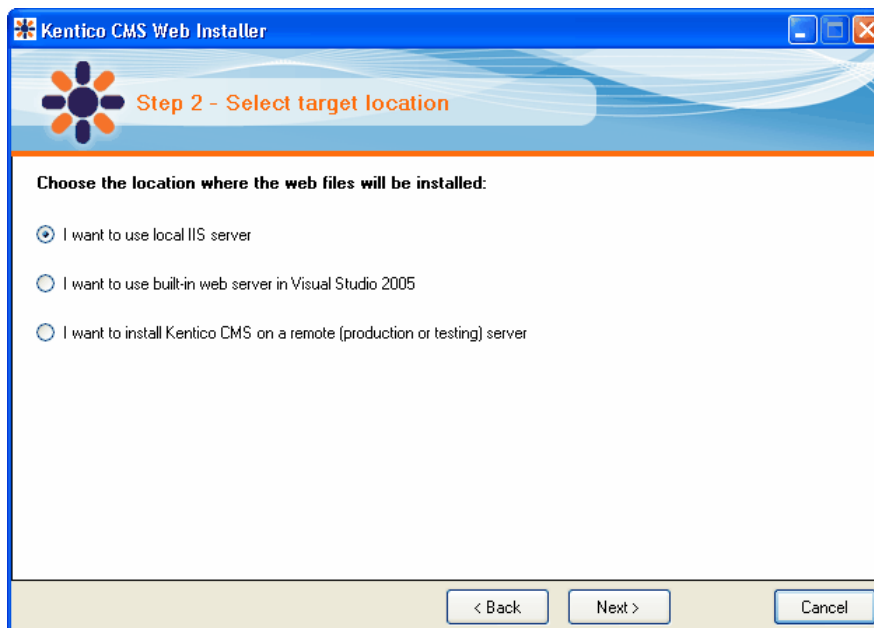 Kentico CMS Web Installer
Step 2 - Select target location
Choose the location where the web files will be installed:
I want to use local IIS server
I want to use built-in web server in Visual Studio 2005
I want to install Kentico CMS on a remote (production or testing) server
< Back
Next >
Cancel